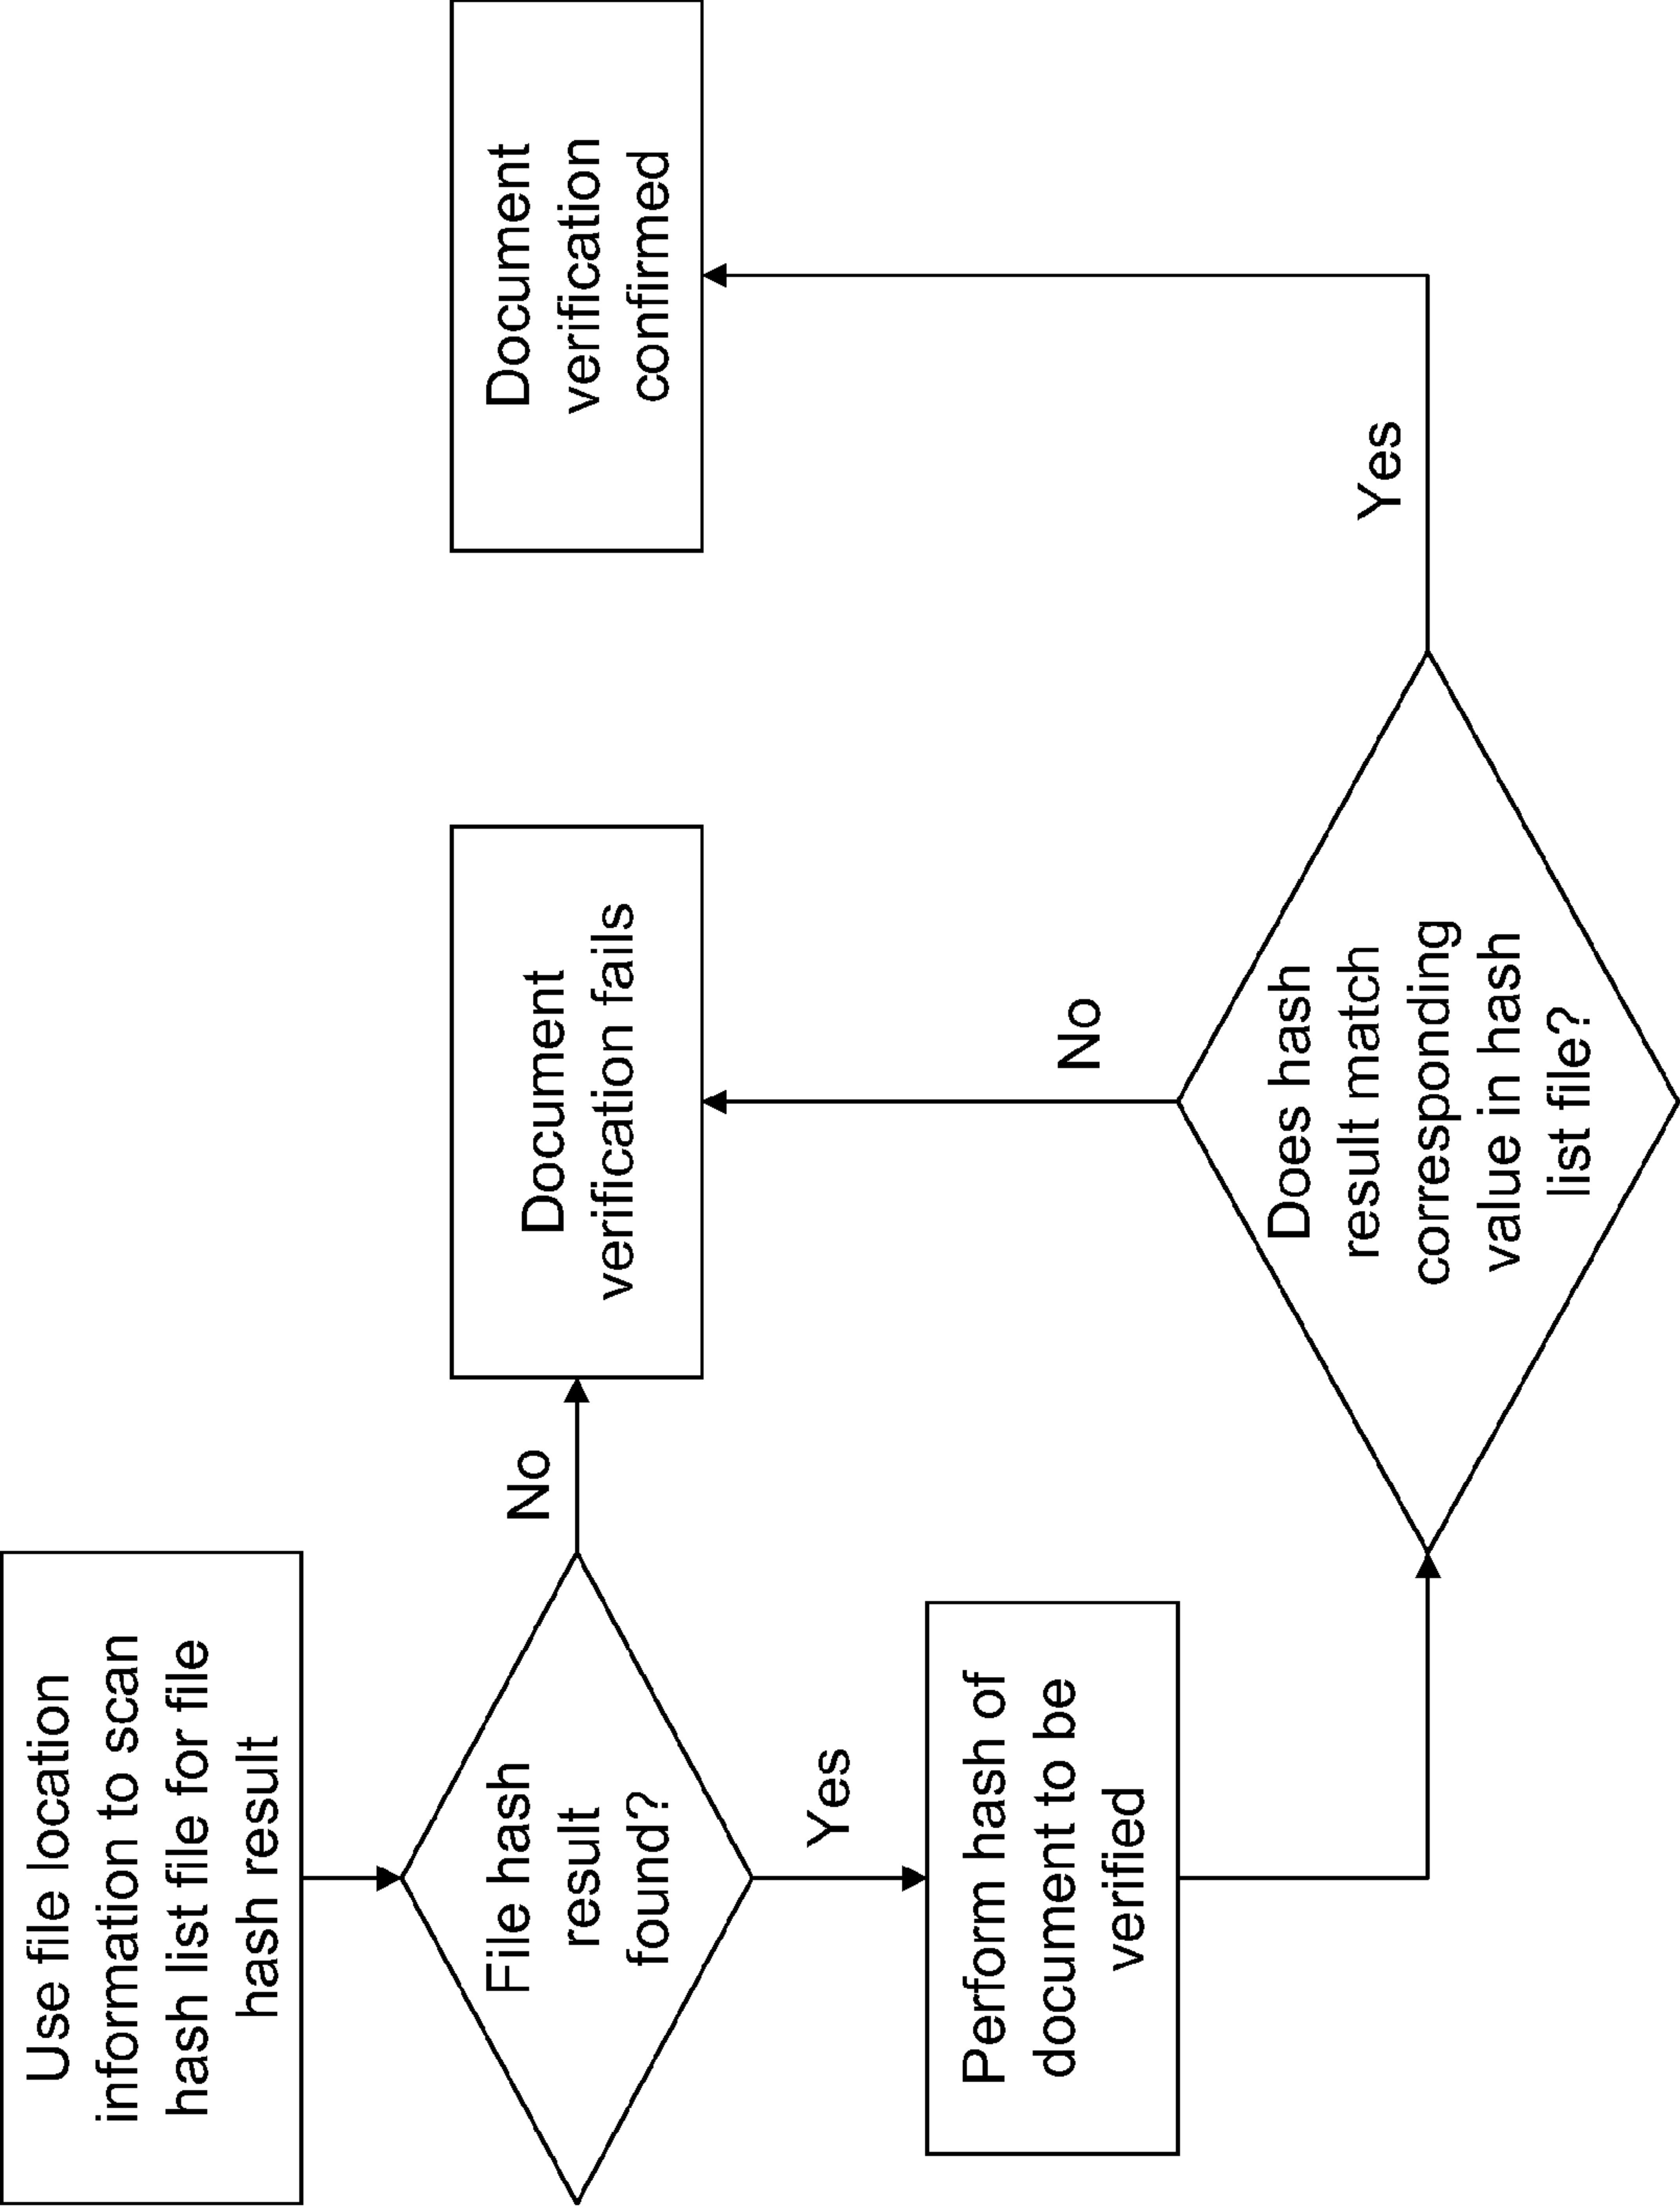 Use file location
information to scan
hash list file for file
hash result
File hash
result
found?
No
Document
verification fails
Yes
Perform hash of
document to be
verified
Does hash
result match
corresponding
value in hash
list file?
No
Yes
Document
verification
confirmed